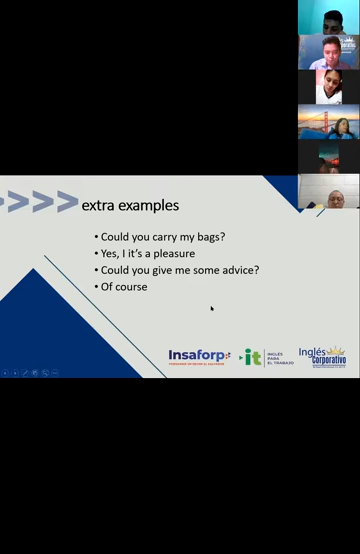 extra examples
• Could you carry my bags?
• Yes, I it's a pleasure
• Could you give me some advice?
• Of course
Insaforp
it
INGLÉS
PARA
EL TRABAJO
Inglés
Corporativo